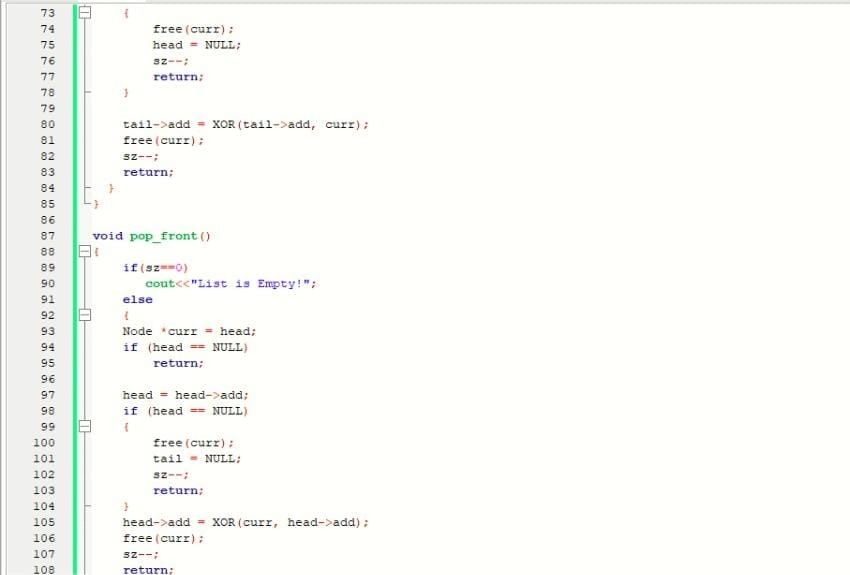 73 {
74 free(curr);
75 head = NULL;
76 sz--;
77 return;
78 }
79
80 tail->add = XOR(tail->add, curr);
81 free(curr);
82 sz--;
83 return;
84 }
85 }
86
87 void pop_front()
88 {
89 if(sz==0)
90 cout<<"List is Empty!";
91 else
92 {
93 Node *curr = head;
94 if (head == NULL)
95 return;
96
97 head = head->add;
98 if (head == NULL)
99 {
100 free(curr);
101 tail = NULL;
102 sz--;
103 return;
104 }
105 head->add = XOR(curr, head->add);
106 free(curr);
107 sz--;
108 return;